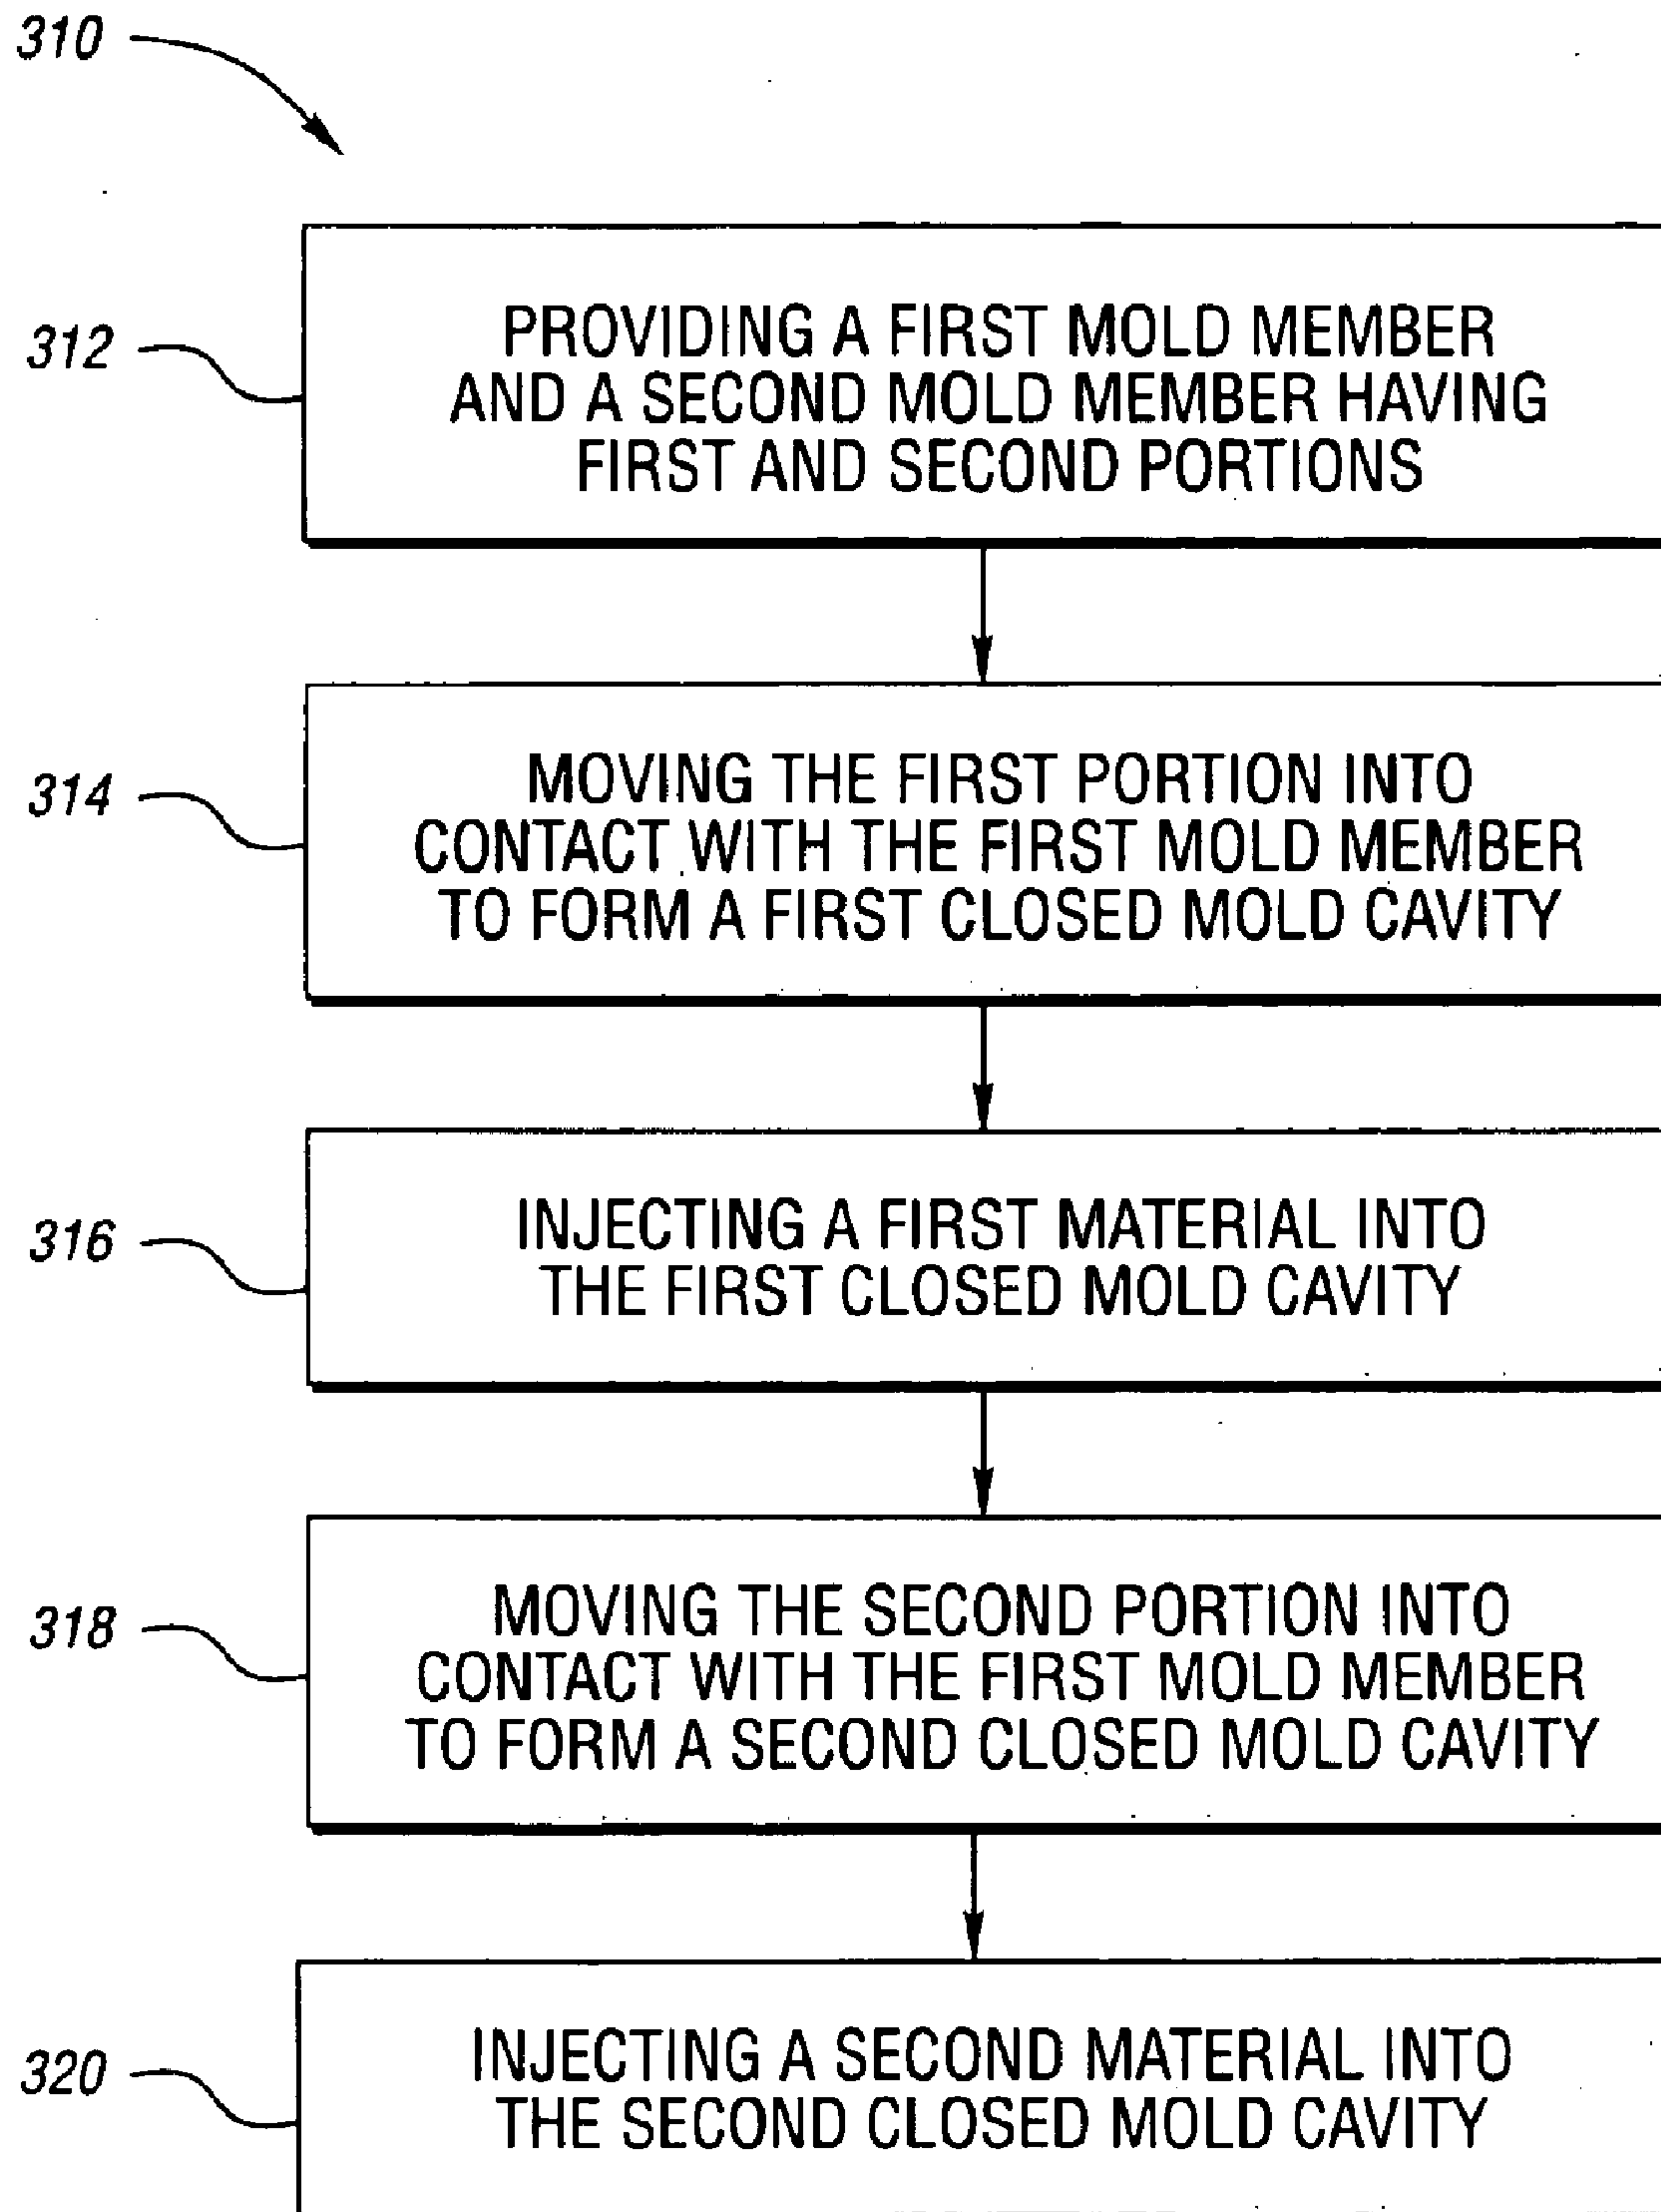 310
312
PROVIDING A FIRST MOLD MEMBER
AND A SECOND MOLD MEMBER HAVING
FIRST AND SECOND PORTIONS
314
MOVING THE FIRST PORTION INTO
CONTACT WITH THE FIRST MOLD MEMBER
TO FORM A FIRST CLOSED MOLD CAVITY
316
INJECTING A FIRST MATERIAL INTO
THE FIRST CLOSED MOLD CAVITY
318
MOVING THE SECOND PORTION INTO
CONTACT WITH THE FIRST MOLD MEMBER
TO FORM A SECOND CLOSED MOLD CAVITY
320
INJECTING A SECOND MATERIAL INTO
THE SECOND CLOSED MOLD CAVITY